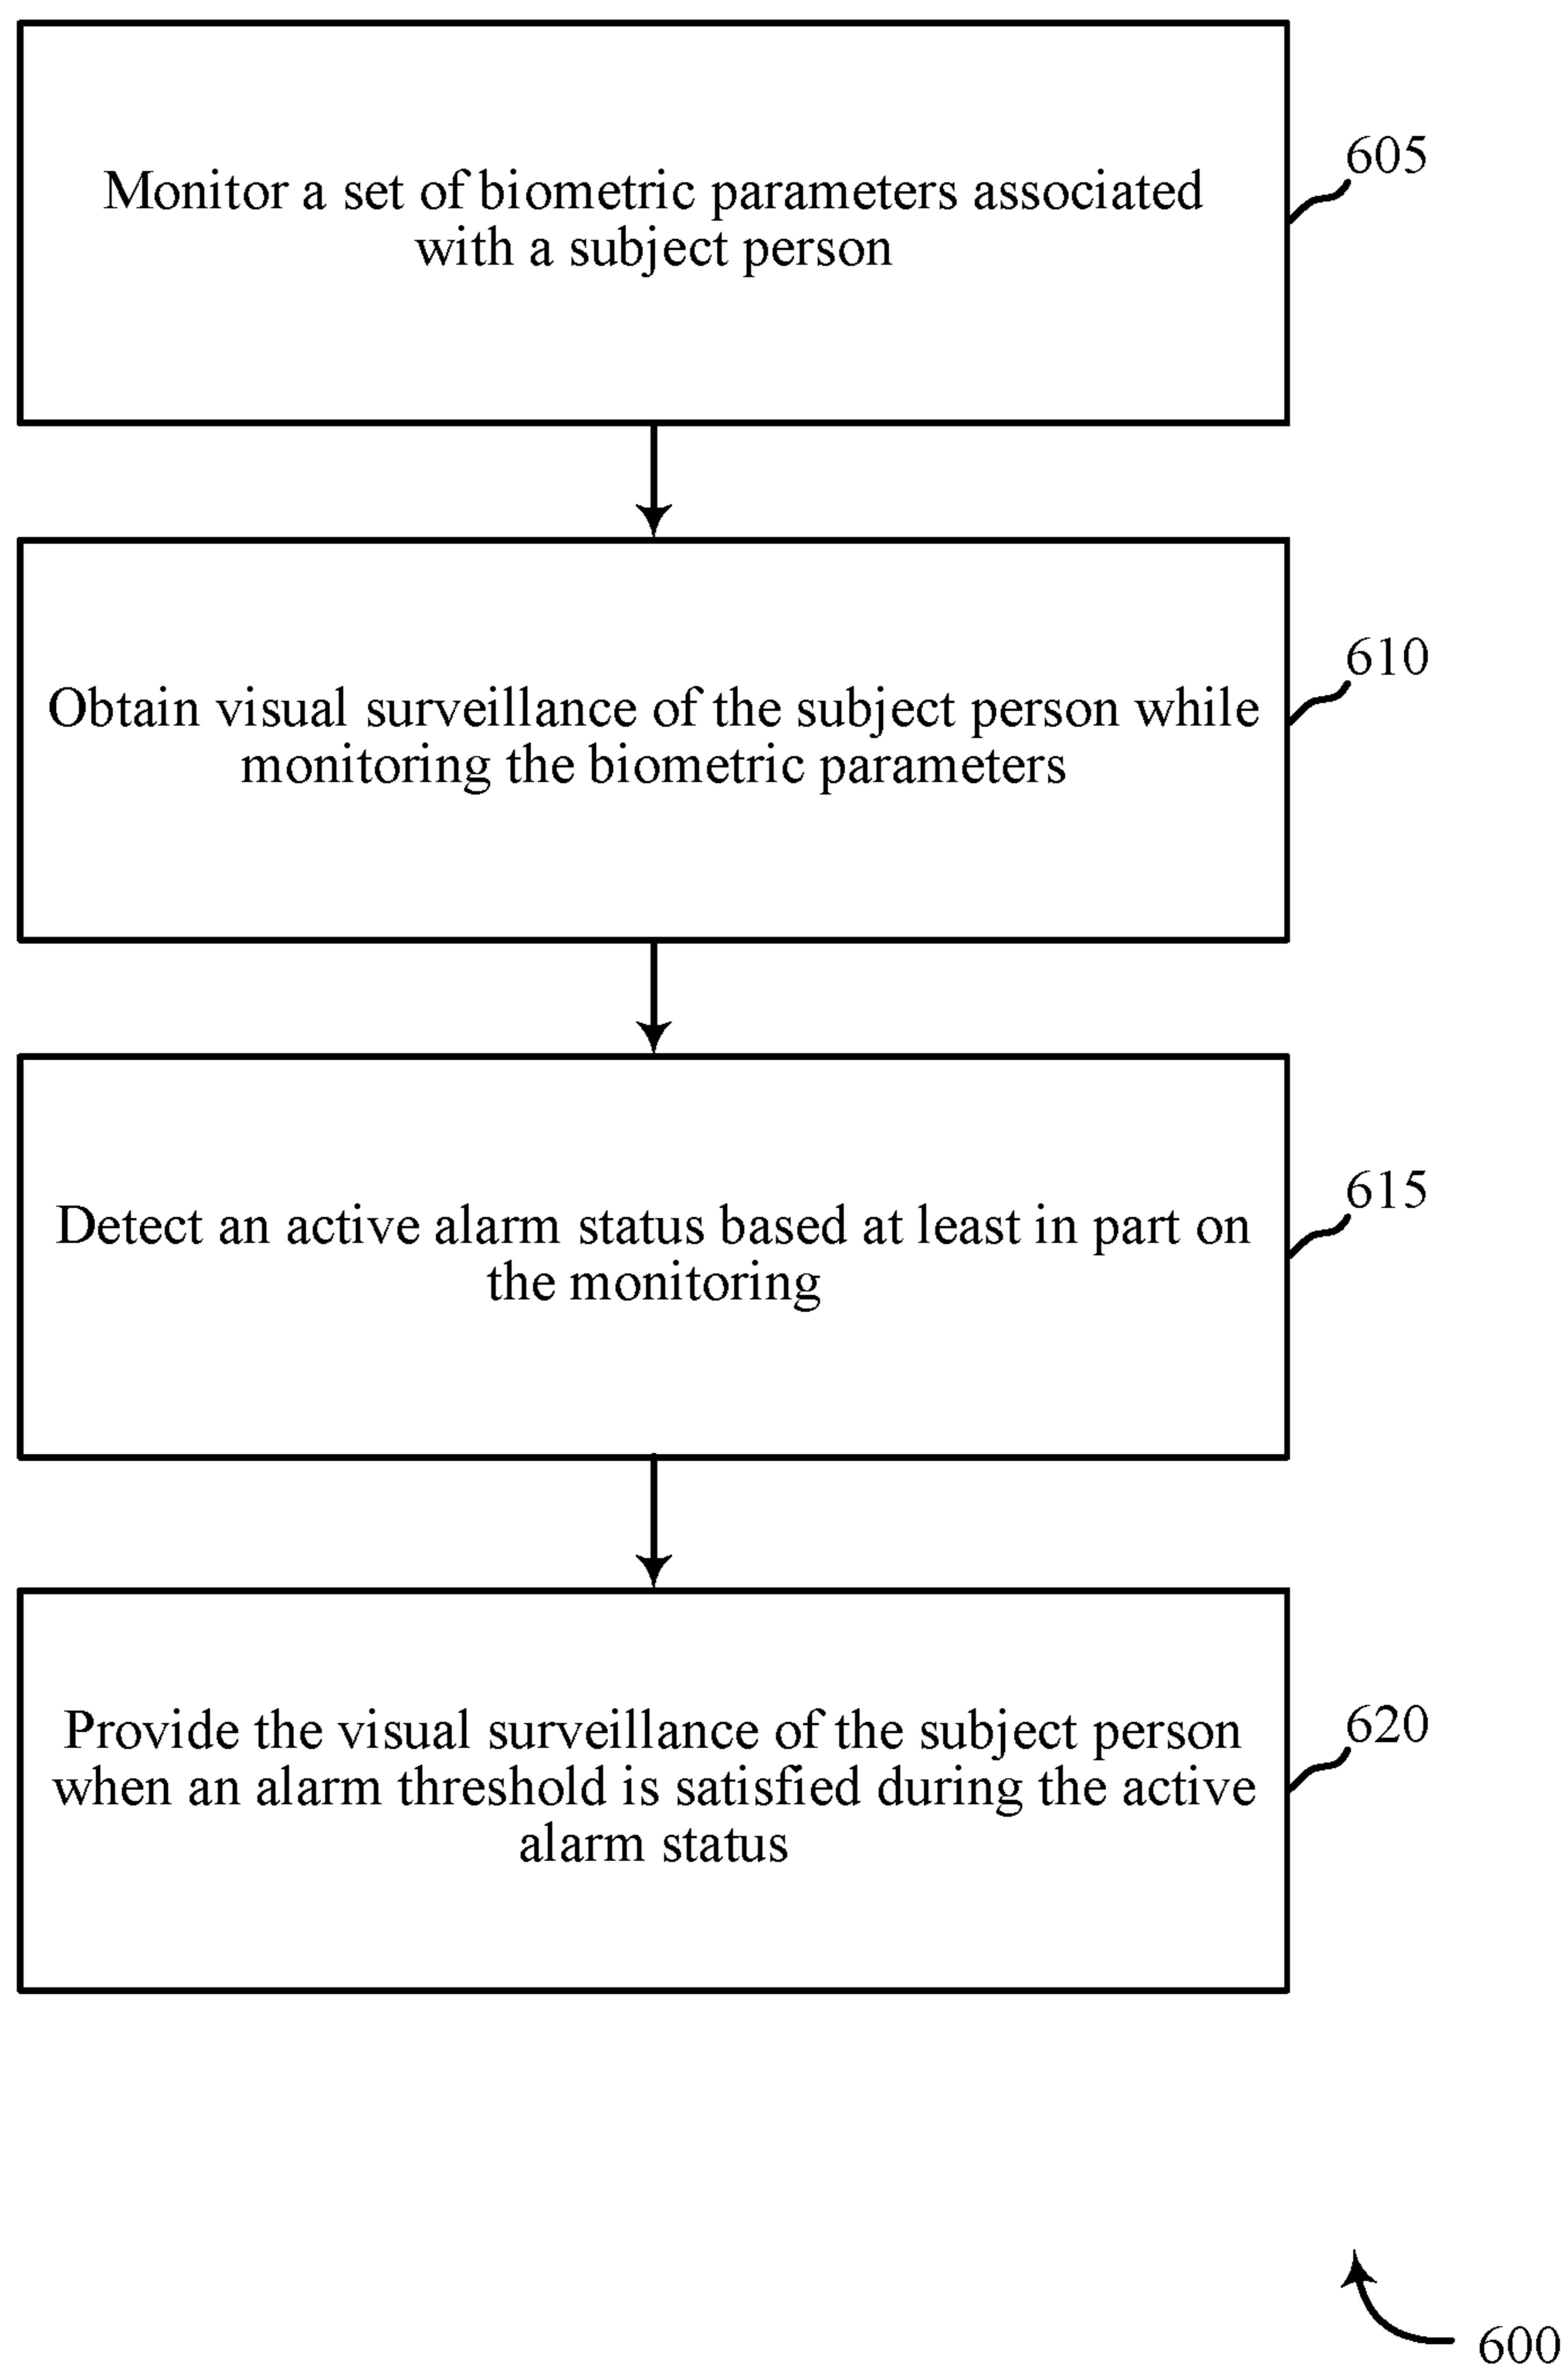 Monitor a set of biometric parameters associated
with a subject person
605
Obtain visual surveillance of the subject person while
monitoring the biometric parameters
610
Detect an active alarm status based at least in part on
the monitoring
615
Provide the visual surveillance of the subject person
when an alarm threshold is satisfied during the active
alarm status
620
600